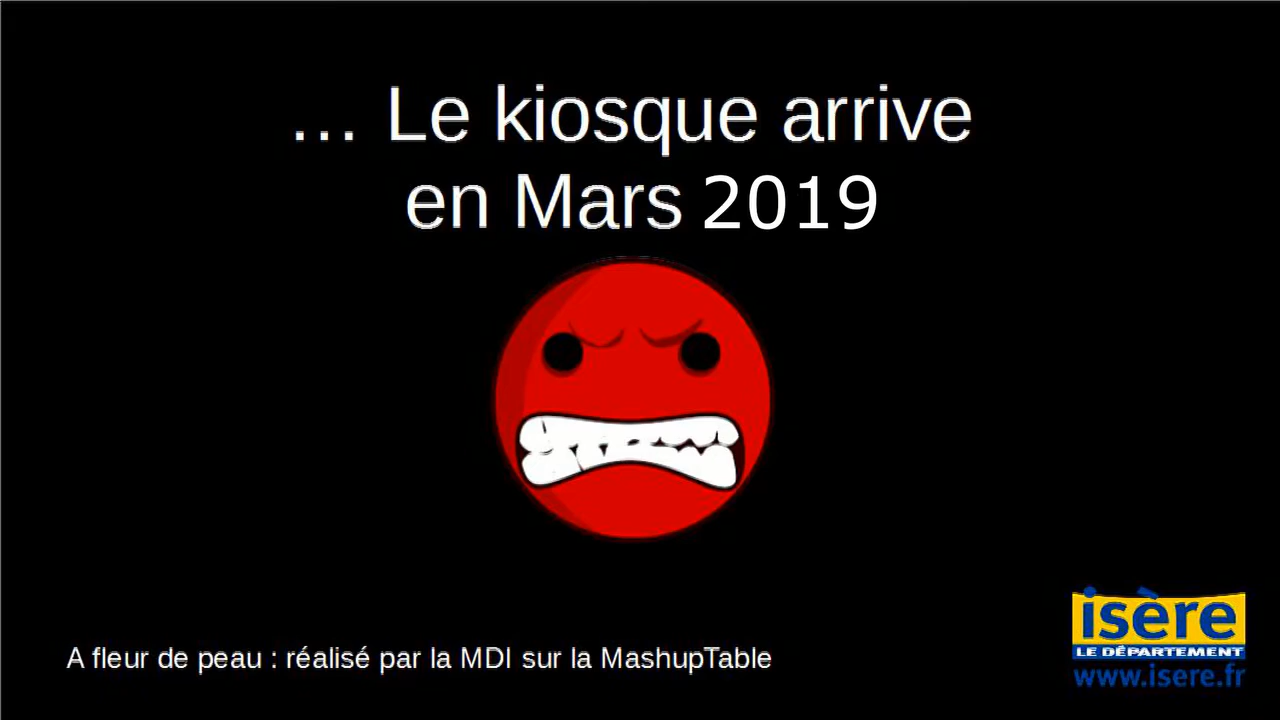 ... Le kiosque arrive
en Mars 2019
A fleur de peau : réalisé par la MDI sur la MashupTable
isère
LE DÉPARTEMENT
www.isere.fr